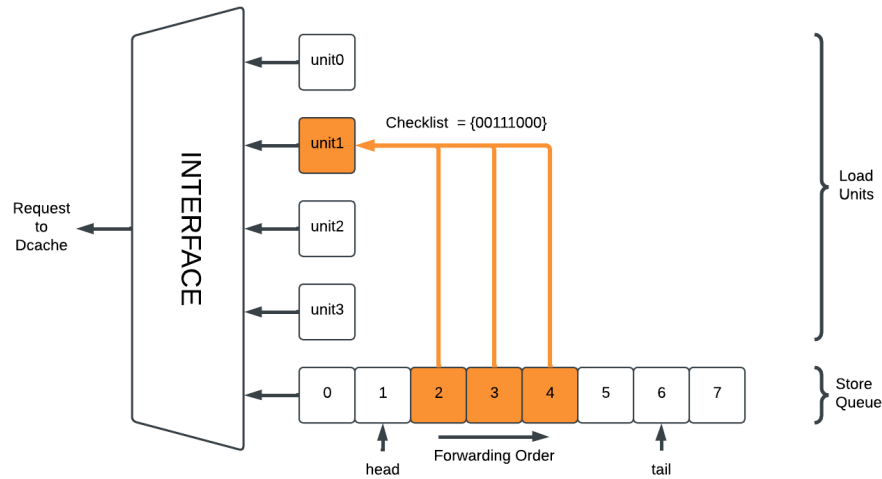 unit0
Checklist = {00111000}
unit1
INTERFACE
Load
Units
Request
to
Dcache
unit2
unit3
0 1 2 3 4 5 6 7
Store
Queue
Forwarding Order
head
tail